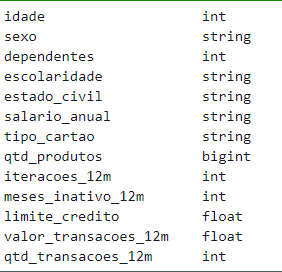 idade int
sexo string
dependentes int
escolaridade string
estado_civil string
salario_anual string
tipo_cartao string
qtd_produtos bigint
iteracoes_12m int
meses_inativo_12m int
limite_credito float
valor_transacoes_12m float
qtd_transacoes_12m int